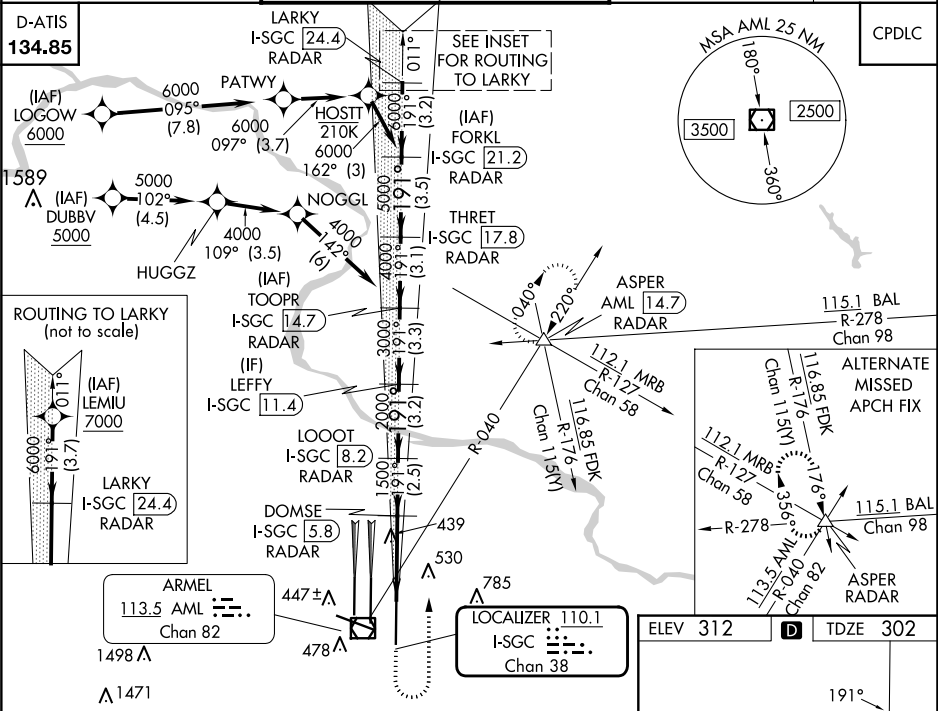 D-ATIS
134.85
LARKY
I-SGC 24.4
RADAR
011°
SEE INSET
FOR ROUTING
TO LARKY
MSA AML 25 NM
180°
3500
2500
360°
CPDLC
(IAF)
LOGOW
6000
6000
095°
(7.8)
PATWY
6000
097° (3.7)
HOSTT
210K
6000
162° (3)
6000
191°
(3.2)
(IAF)
FORKL
I-SGC 21.2
RADAR
1589
(IAF)
DUBBV
5000
5000
102°
(4.5)
HUGGZ
4000
109° (3.5)
NOGGL
4000
142°
(6)
5000
191°
(3.5)
THRET
I-SGC 17.8
RADAR
4000
191°
(3.1)
(IAF)
TOOPR
I-SGC 14.7
RADAR
3000
191°
(3.3)
(IF)
LEFFY
I-SGC 11.4
2000
191°
(3.2)
LOOOT
I-SGC 8.2
RADAR
1500
191°
(2.5)
DOMSE
I-SGC 5.8
RADAR
439
530
785
447±
478
040°
220°
ASPER
AML 14.7
RADAR
115.1 BAL
R-278
Chan 98
112.1 MRB
R-127
Chan 58
116.85 FDK
R-176
Chan 115(Y)
R-040
ROUTING TO LARKY
(not to scale)
(IAF)
LEMIU
7000
011°
6000
191°
(3.7)
LARKY
I-SGC 24.4
RADAR
ALTERNATE
MISSED
APCH FIX
116.85 FDK
R-176
Chan 115(Y)
112.1 MRB
R-127
Chan 58
176°
356°
115.1 BAL
Chan 98
R-278
113.5 AML
R-040
Chan 82
ASPER
RADAR
ARMEL
113.5 AML
Chan 82
1498
1471
LOCALIZER 110.1
I-SGC
Chan 38
ELEV 312
D
TDZE 302
191°